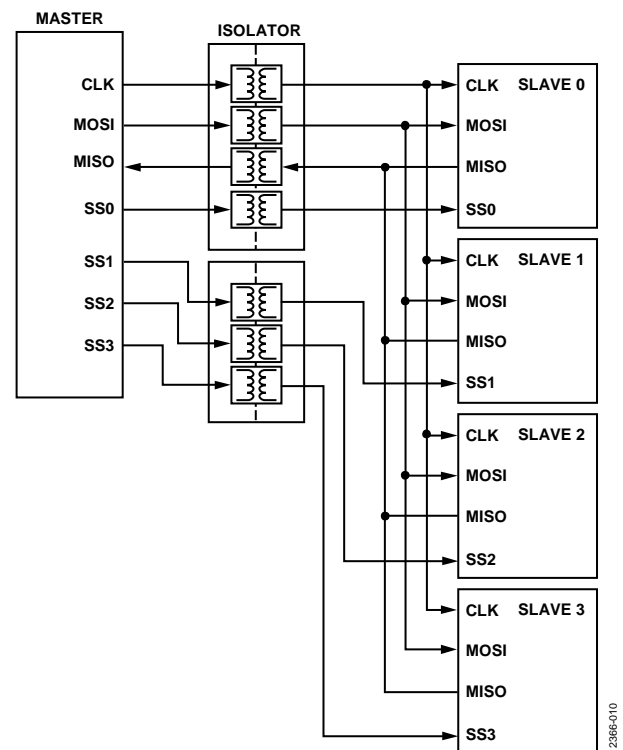 MASTER
ISOLATOR
CLK
MOSI
MISO
SS0
SS1
SS2
SS3
CLK SLAVE 0
MOSI
MISO
SS0
CLK SLAVE 1
MOSI
MISO
SS1
CLK SLAVE 2
MOSI
MISO
SS2
CLK SLAVE 3
MOSI
MISO
SS3
2366-010